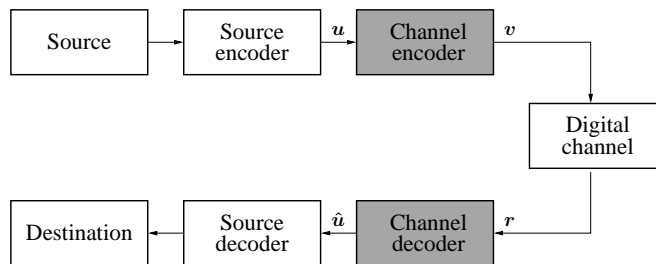 Source
Source
encoder
u
Channel
encoder
v
Digital
channel
Destination
Source
decoder
û
Channel
decoder
r